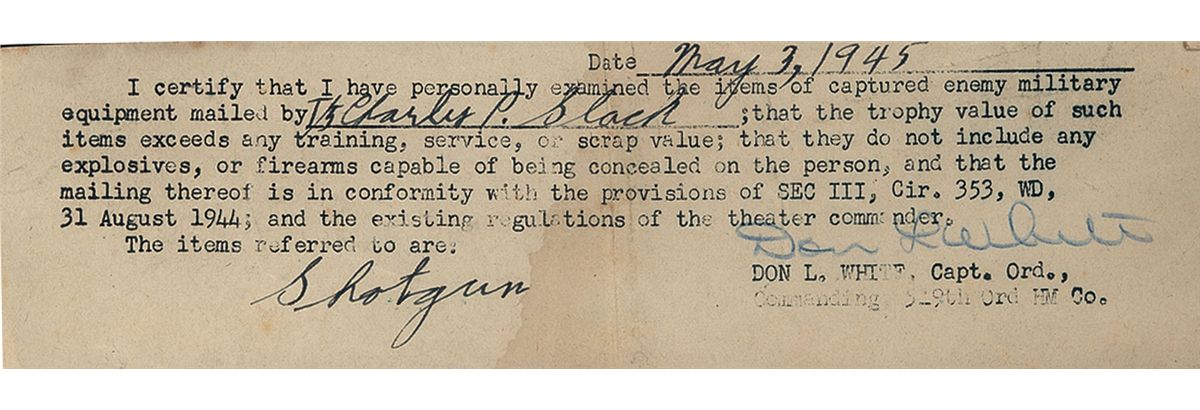 Date May 3, 1945
I certify that I have personally examined the items of captured enemy military
equipment mailed by Charles P. Slack ;that the trophy value of such
items exceeds any training, service, or scrap value; that they do not include any
explosives, or firearms capable of being concealed on the person, and that the
mailing thereof is in conformity with the provisions of SEC III, Cir. 353, WD,
31 August 1944; and the existing regulations of the theater commander.
The items referred to are:
Don L White
Shotgun
DON L. WHITE, Capt. Ord.,
Commanding, 319th Ord HM Co.